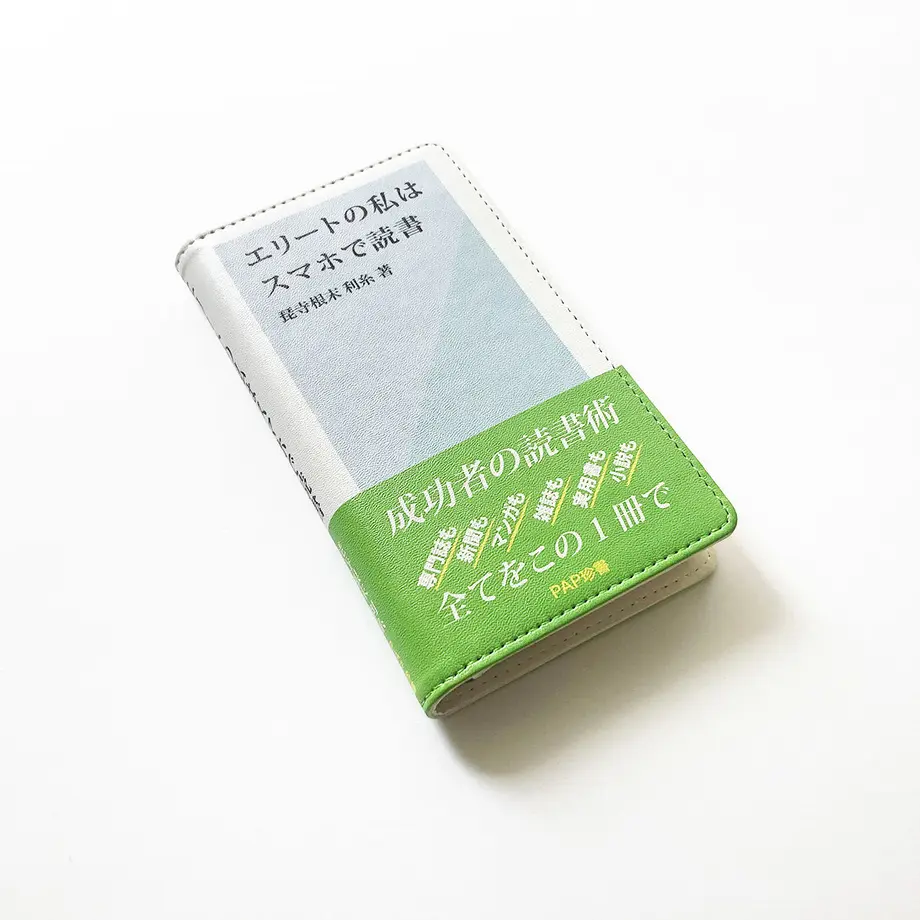 エリートの私は
スマホで読書
毘寺根末 利糸 著
成功者の読書術
専門誌も
新聞も
マンガも
雑誌も
実用書も
小説も
全てをこの1冊で
PAP珍書